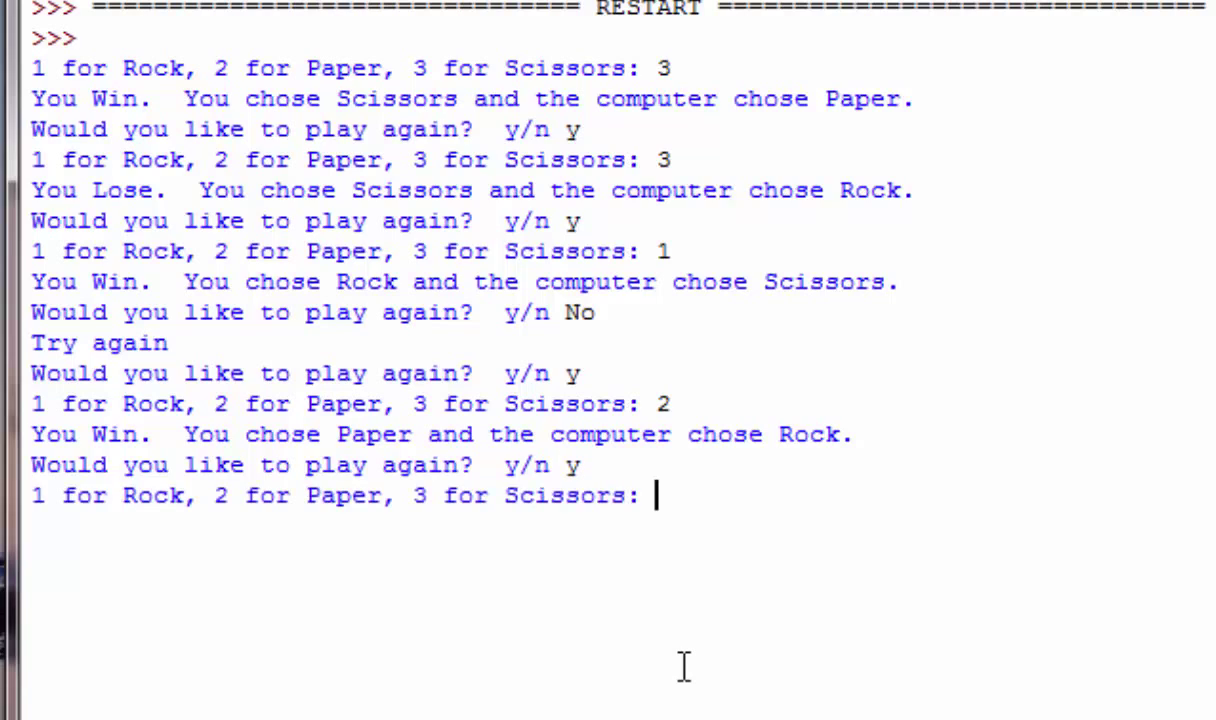 >>> ================================ RESTART ================================
>>>
1 for Rock, 2 for Paper, 3 for Scissors: 3
You Win.  You chose Scissors and the computer chose Paper.
Would you like to play again?  y/n y
1 for Rock, 2 for Paper, 3 for Scissors: 3
You Lose.  You chose Scissors and the computer chose Rock.
Would you like to play again?  y/n y
1 for Rock, 2 for Paper, 3 for Scissors: 1
You Win.  You chose Rock and the computer chose Scissors.
Would you like to play again?  y/n No
Try again
Would you like to play again?  y/n y
1 for Rock, 2 for Paper, 3 for Scissors: 2
You Win.  You chose Paper and the computer chose Rock.
Would you like to play again?  y/n y
1 for Rock, 2 for Paper, 3 for Scissors: